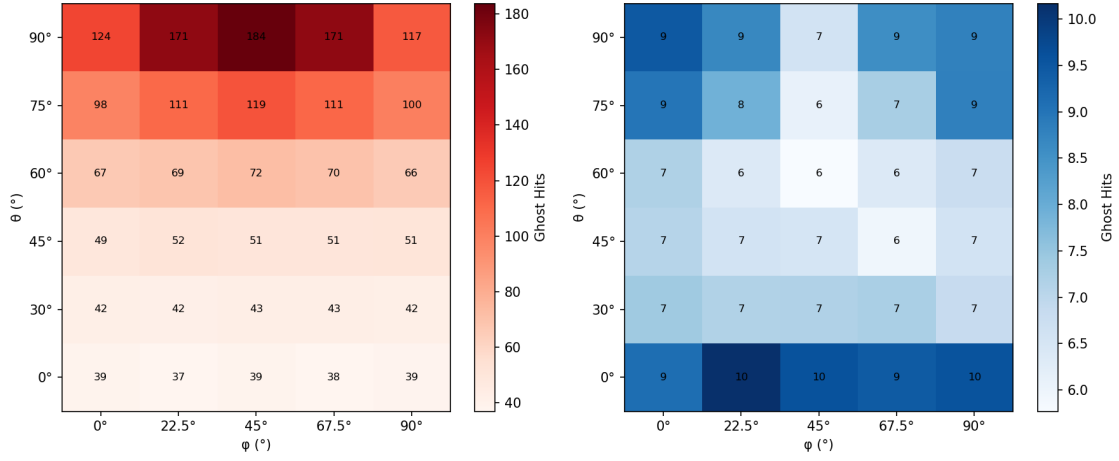 90° 124 171 184 171 117
75° 98 111 119 111 100
60° 67 69 72 70 66
45° 49 52 51 51 51
30° 42 42 43 43 42
0° 39 37 39 38 39
0° 22.5° 45° 67.5° 90°
φ (°)
θ (°)
180
160
140
120
100
80
60
40
Ghost Hits
90° 9 9 7 9 9
75° 9 8 6 7 9
60° 7 6 6 6 7
45° 7 7 7 6 7
30° 7 7 7 7 7
0° 9 10 10 9 10
0° 22.5° 45° 67.5° 90°
φ (°)
θ (°)
10.0
9.5
9.0
8.5
8.0
7.5
7.0
6.5
6.0
Ghost Hits